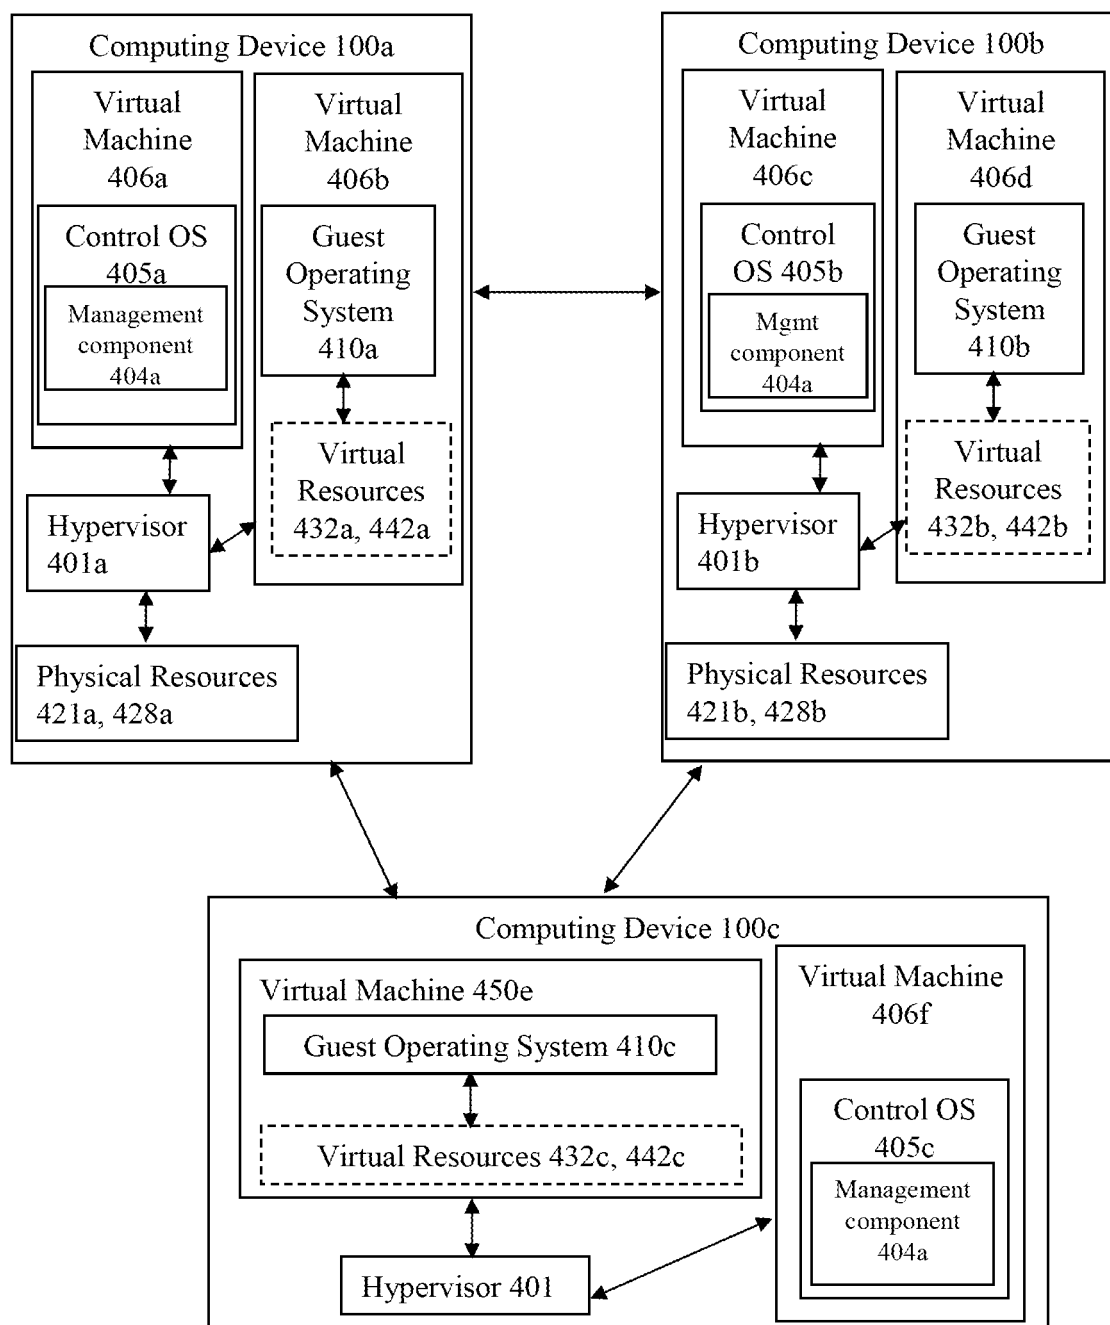 Computing Device 100a
Virtual
Machine
406a
Control OS
405a
Management
component
404a
Virtual
Machine
406b
Guest
Operating
System
410a
Virtual
Resources
432a, 442a
Hypervisor
401a
Physical Resources
421a, 428a
Computing Device 100b
Virtual
Machine
406c
Control
OS 405b
Mgmt
component
404a
Virtual
Machine
406d
Guest
Operating
System
410b
Virtual
Resources
432b, 442b
Hypervisor
401b
Physical Resources
421b, 428b
Computing Device 100c
Virtual Machine 450e
Guest Operating System 410c
Virtual Resources 432c, 442c
Hypervisor 401
Virtual Machine
406f
Control OS
405c
Management
component
404a